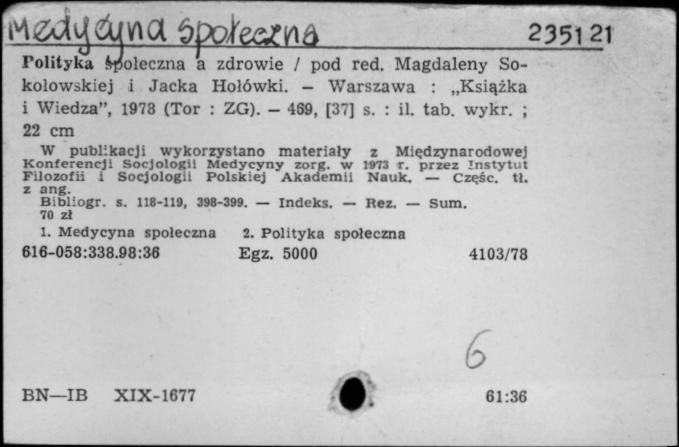 Medycyna społeczna 235121
Polityka społeczna a zdrowie / pod red. Magdaleny So-
kołowskiej i Jacka Hołówki. — Warszawa : „Książka
i Wiedza”, 1978 (Tor : ZG). — 469, [37] s. : il. tab. wykr. ;
22 cm
W publikacji wykorzystano materiały z Międzynarodowej
Konferencji Socjologii Medycyny zorg. w 1973 r. przez Instytut
Filozofii i Socjologii Polskiej Akademii Nauk. — Częśc. tł.
z ang.
Bibliogr. s. 118-119, 398-399. — Indeks. — Rez. — Sum.
70 zł
1. Medycyna społeczna 2. Polityka społeczna
616-058:338.98:36 Egz. 5000 4103/78
6
BN—IB XIX-1677 61:36